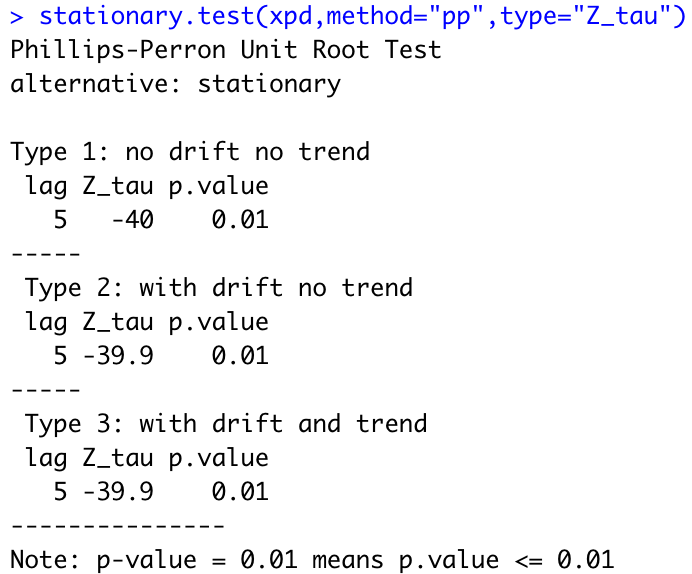 > stationary.test(xpd,method="pp",type="Z_tau")
Phillips-Perron Unit Root Test
alternative: stationary

Type 1: no drift no trend
 lag Z_tau p.value
   5   -40    0.01
-----
 Type 2: with drift no trend
 lag Z_tau p.value
   5 -39.9    0.01
-----
 Type 3: with drift and trend
 lag Z_tau p.value
   5 -39.9    0.01
---------------
Note: p-value = 0.01 means p.value <= 0.01